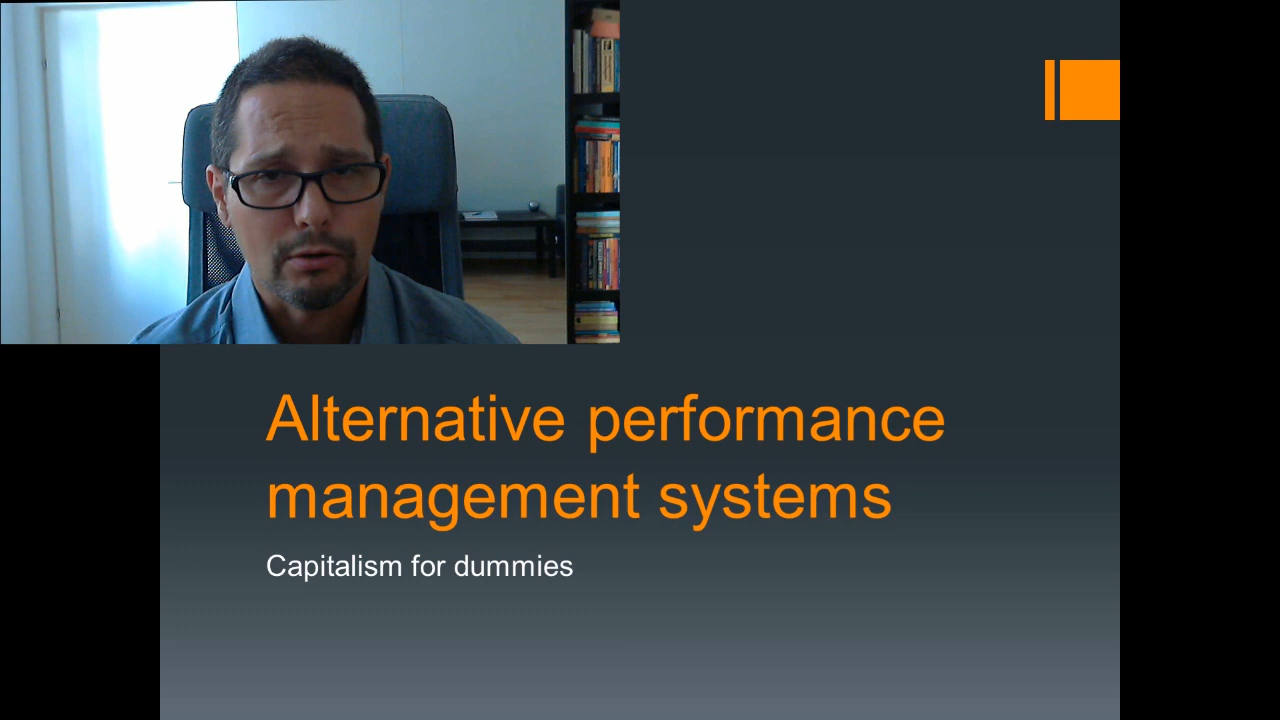 Alternative performance
management systems
Capitalism for dummies